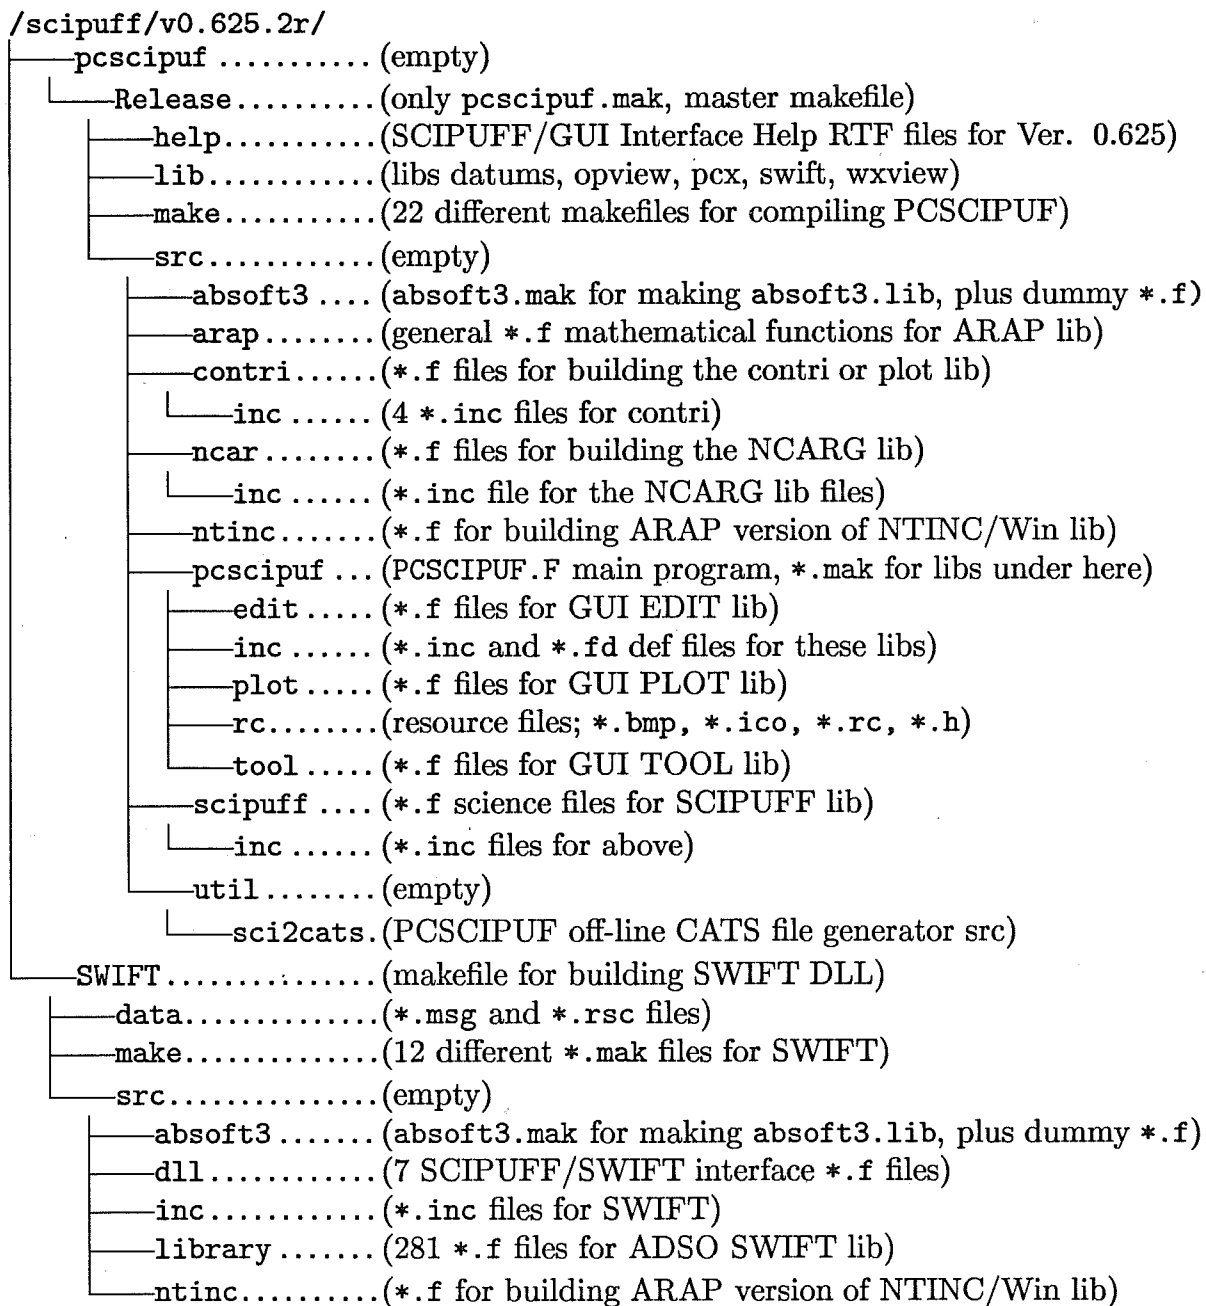 /scipuff/v0.625.2r/
pcscipuf ........... (empty)
Release.......... (only pcscipuf.mak, master makefile)
help........... (SCIPUFF/GUI Interface Help RTF files for Ver. 0.625)
lib............ (libs datums, opview, pcx, swift, wxview)
make........... (22 different makefiles for compiling PCSCIPUF)
src............ (empty)
absoft3 .... (absoft3.mak for making absoft3.lib, plus dummy *.f)
arap........ (general *.f mathematical functions for ARAP lib)
contri...... (*.f files for building the contri or plot lib)
inc ...... (4 *.inc files for contri)
ncar ........ (*.f files for building the NCARG lib)
inc ...... (*.inc file for the NCARG lib files)
ntinc....... (*.f for building ARAP version of NTINC/Win lib)
pcscipuf ... (PCSCIPUF.F main program, *.mak for libs under here)
edit ..... (*.f files for GUI EDIT lib)
inc ...... (*.inc and *.fd def files for these libs)
plot ..... (*.f files for GUI PLOT lib)
rc........ (resource files; *.bmp, *.ico, *.rc, *.h)
tool ..... (*.f files for GUI TOOL lib)
scipuff .... (*.f science files for SCIPUFF lib)
inc ...... (*.inc files for above)
util........ (empty)
sci2cats. (PCSCIPUF off-line CATS file generator src)
SWIFT ............... (makefile for building SWIFT DLL)
data.............. (*.msg and *.rsc files)
make.............. (12 different *.mak files for SWIFT)
src............... (empty)
absoft3 ....... (absoft3.mak for making absoft3.lib, plus dummy *.f)
dll............ (7 SCIPUFF/SWIFT interface *.f files)
inc............ (*.inc files for SWIFT)
library ....... (281 *.f files for ADSO SWIFT lib)
ntinc.......... (*.f for building ARAP version of NTINC/Win lib)